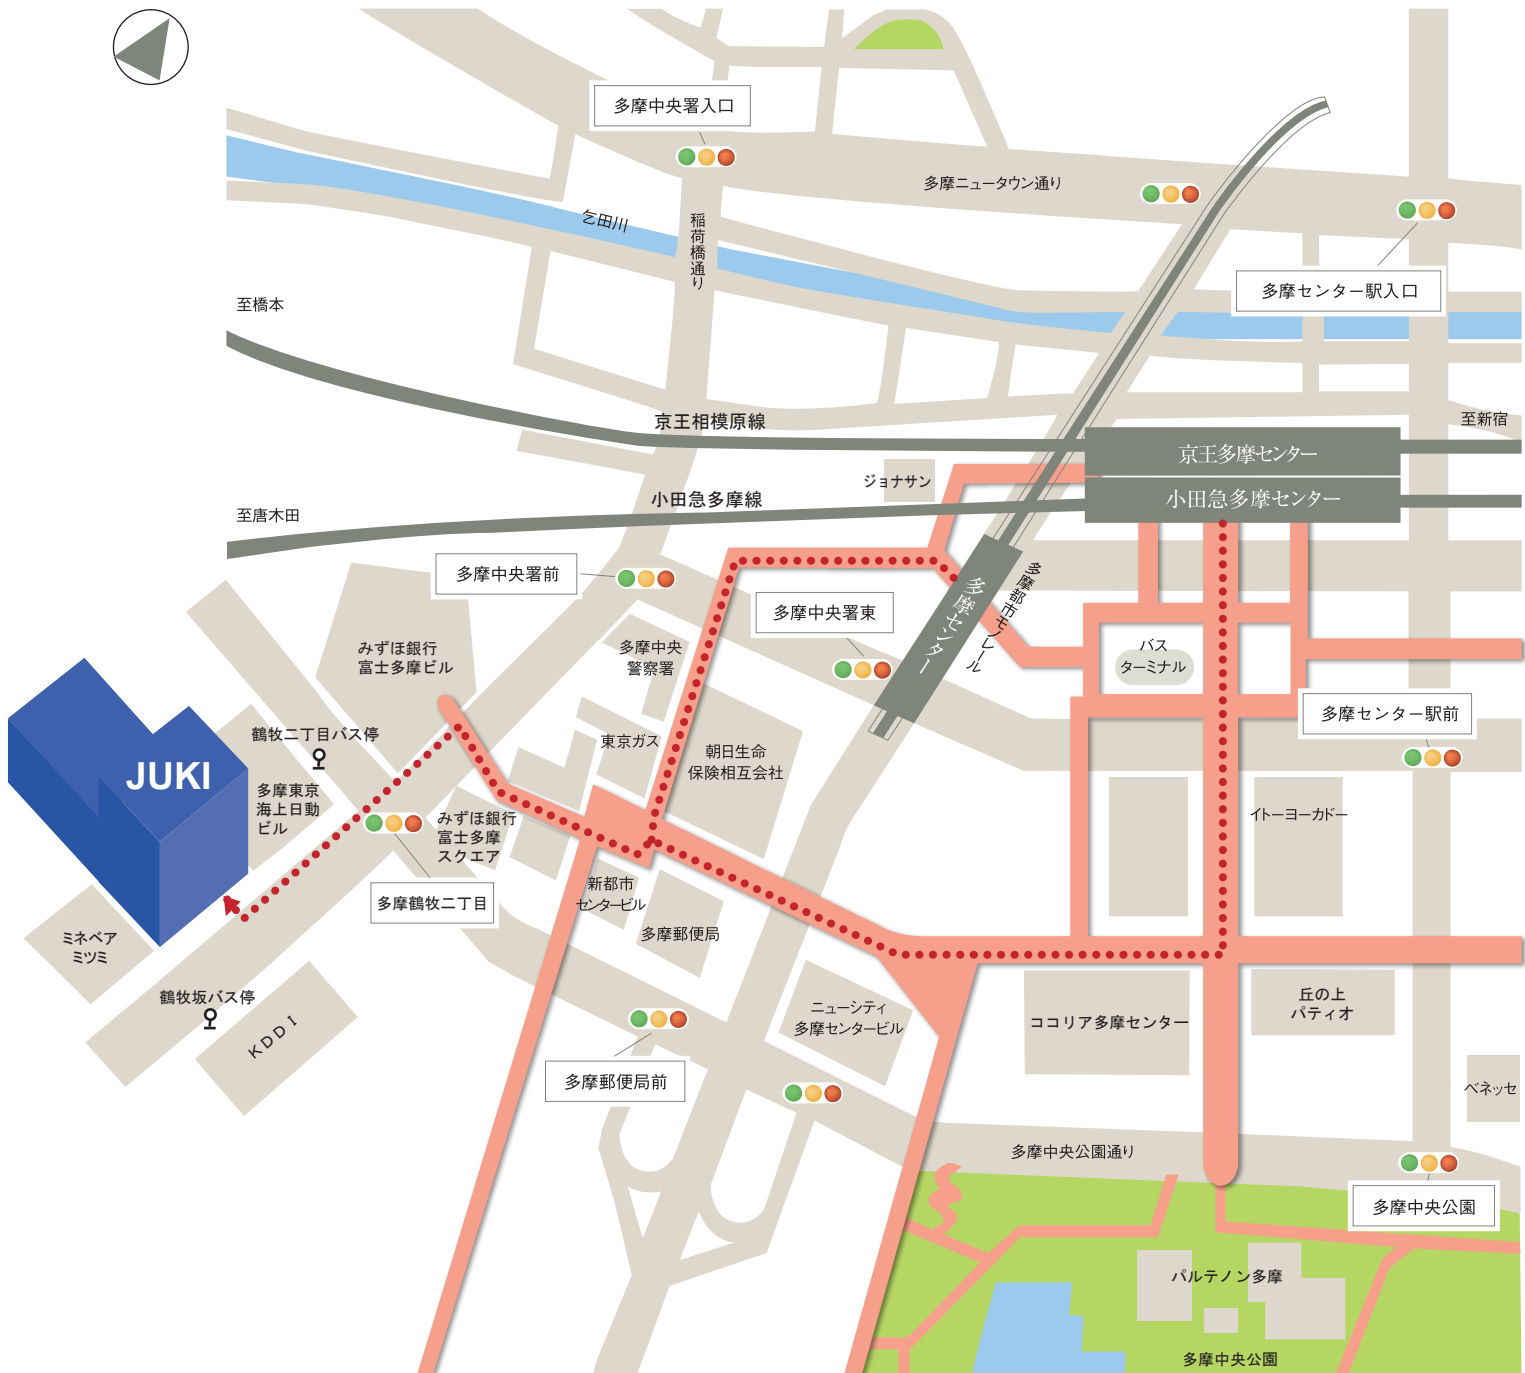 多摩中央署入口
多摩ニュータウン通り
乞田川
稲荷橋通り
多摩センター駅入口
至橋本
京王相模原線
至新宿
京王多摩センター
ジョナサン
小田急多摩線
小田急多摩センター
至唐木田
多摩中央署前
多摩センター
多摩都市モノレール
多摩中央署東
みずほ銀行
富士多摩ビル
多摩中央
警察署
バス
ターミナル
多摩センター駅前
鶴牧二丁目バス停
東京ガス
朝日生命
保険相互会社
JUKI
多摩東京
海上日動
ビル
みずほ銀行
富士多摩
スクエア
イトーヨーカドー
多摩鶴牧二丁目
新都市
センタービル
多摩郵便局
ミネベア
ミツミ
鶴牧坂バス停
KDDI
ニューシティ
多摩センタービル
ココリア多摩センター
丘の上
パティオ
多摩郵便局前
ベネッセ
多摩中央公園通り
多摩中央公園
パルテノン多摩
多摩中央公園